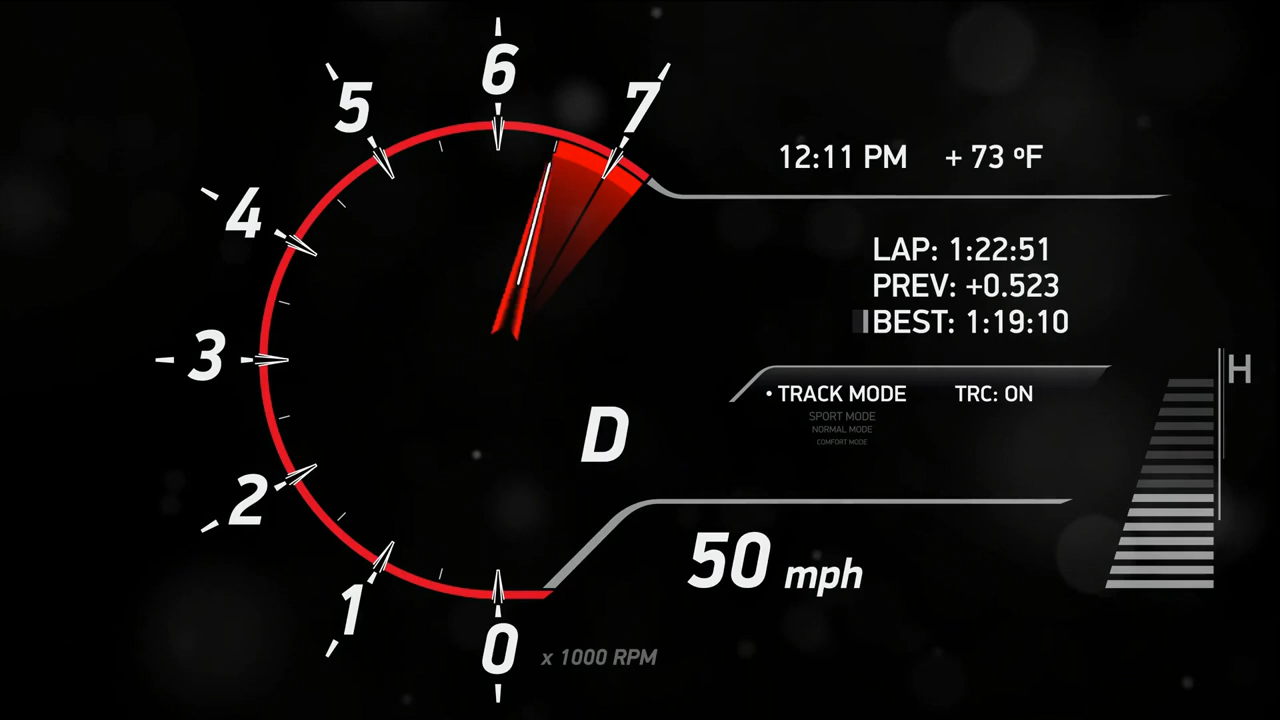 6
7
5
4
3
2
1
0
x 1000 RPM
12:11 PM + 73 ºF
LAP: 1:22:51
PREV: +0.523
BEST: 1:19:10
• TRACK MODE TRC: ON
SPORT MODE
NORMAL MODE
COMFORT MODE
H
D
50 mph